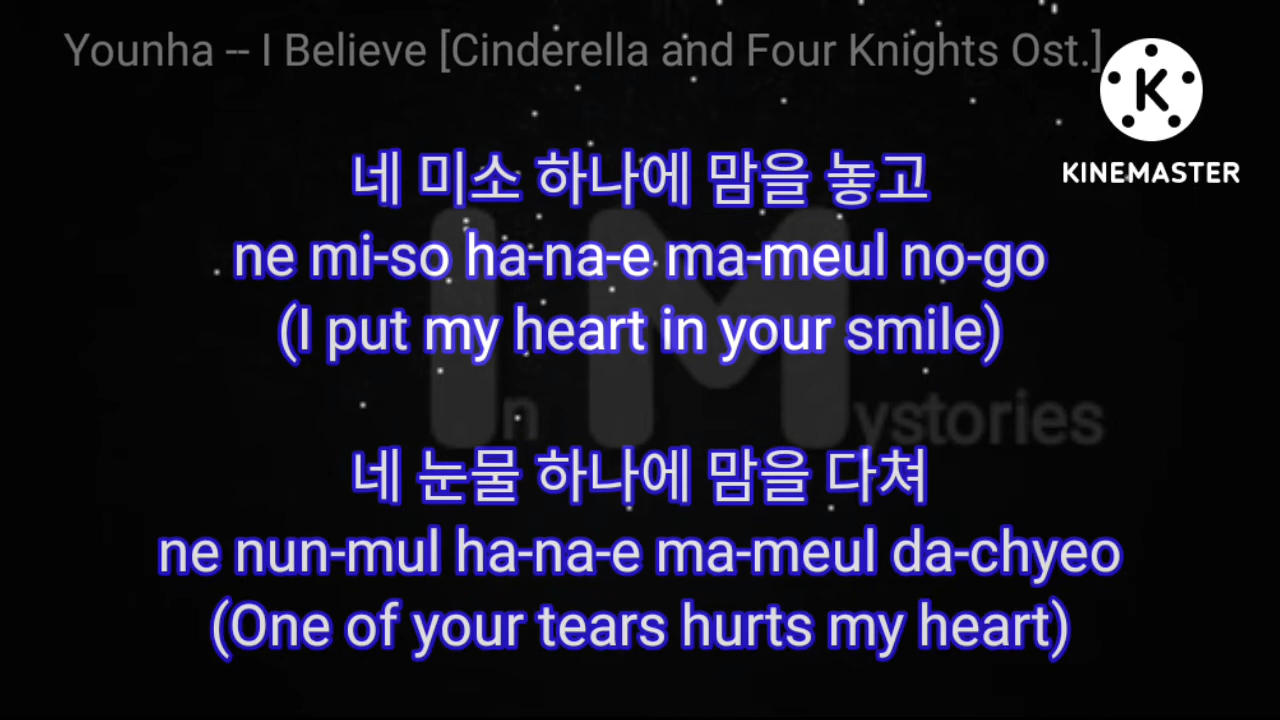 Younha -- I Believe [Cinderella and Four Knights Ost.]
K
KINEMASTER
네 미소 하나에 맘을 놓고
ne mi-so ha-na-e ma-meul no-go
(I put my heart in your smile)
In Mystories
네 눈물 하나에 맘을 다쳐
ne nun-mul ha-na-e ma-meul da-chyeo
(One of your tears hurts my heart)